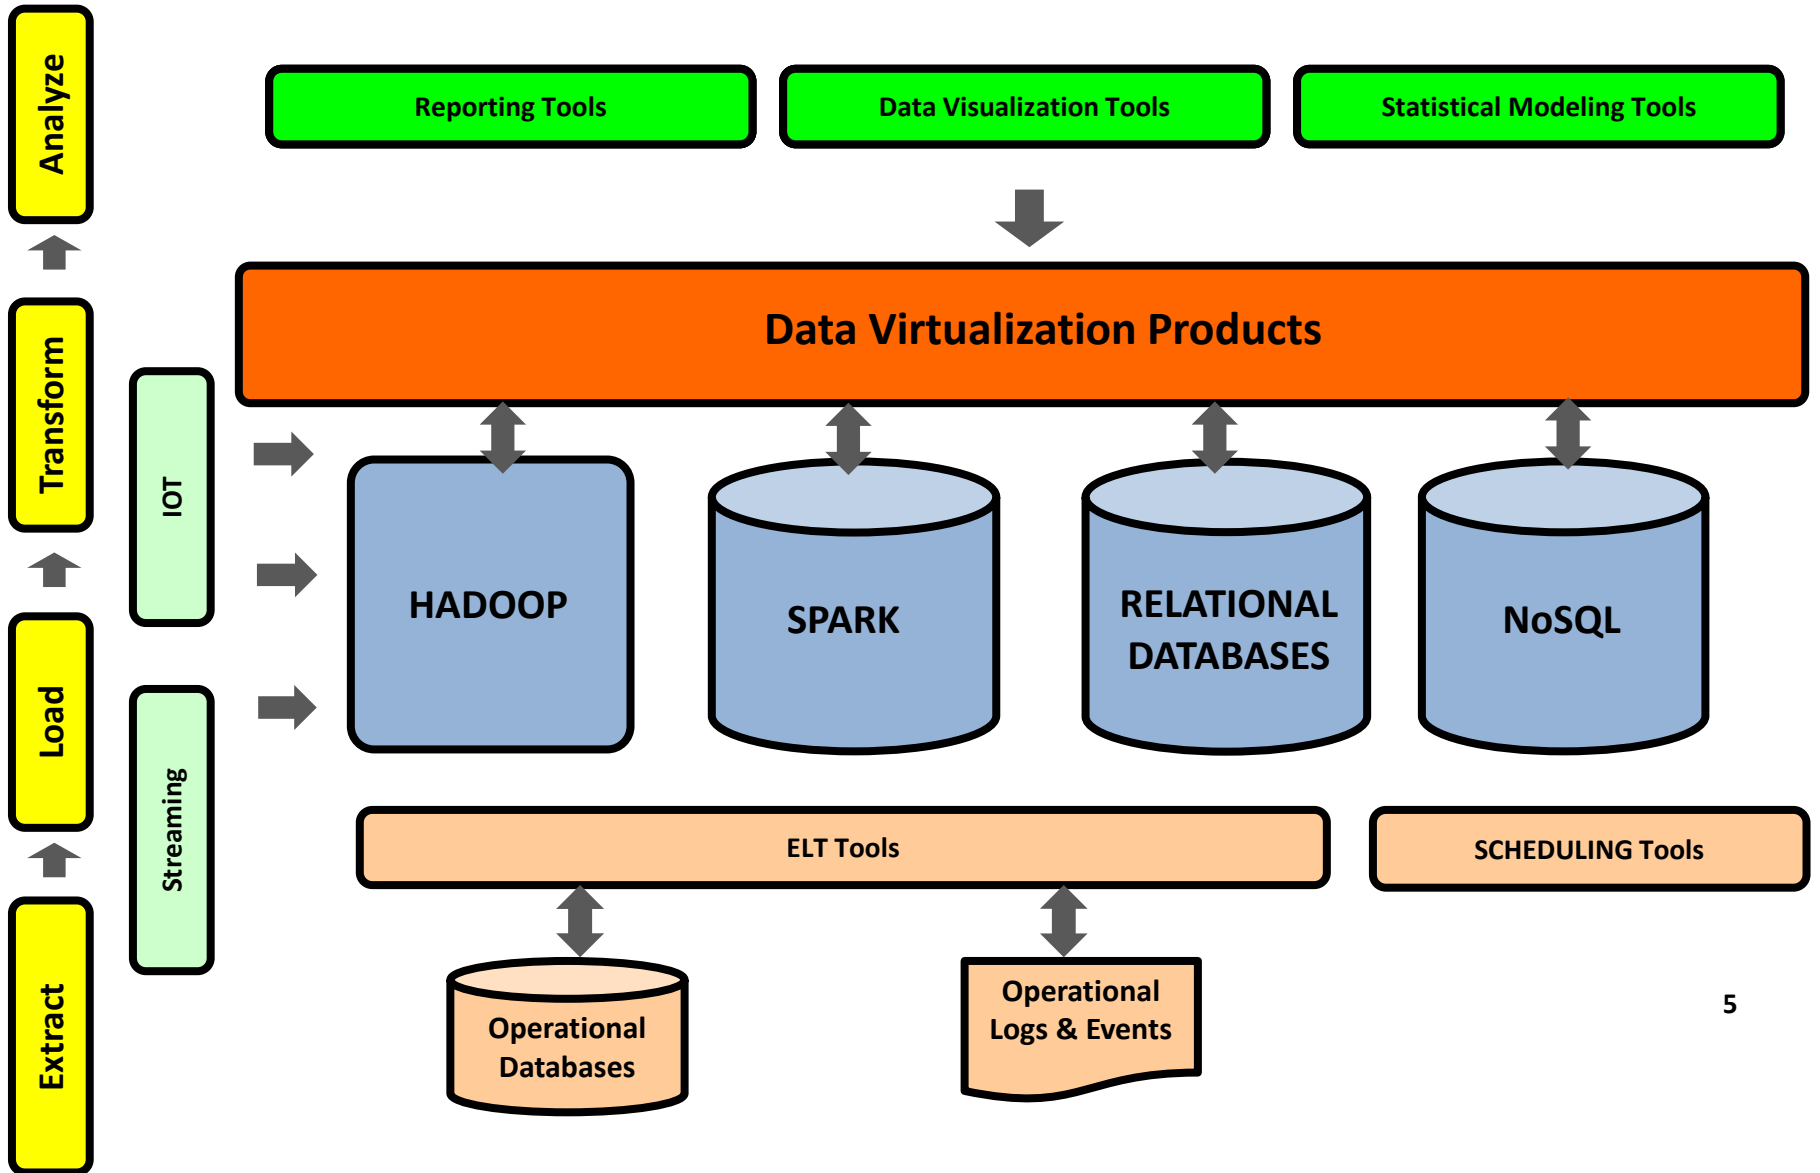 Analyze
Transform
Load
Extract
IOT
Streaming
Reporting Tools
Data Visualization Tools
Statistical Modeling Tools
Data Virtualization Products
HADOOP
SPARK
RELATIONAL
DATABASES
NoSQL
ELT Tools
SCHEDULING Tools
Operational
Databases
Operational
Logs & Events
5